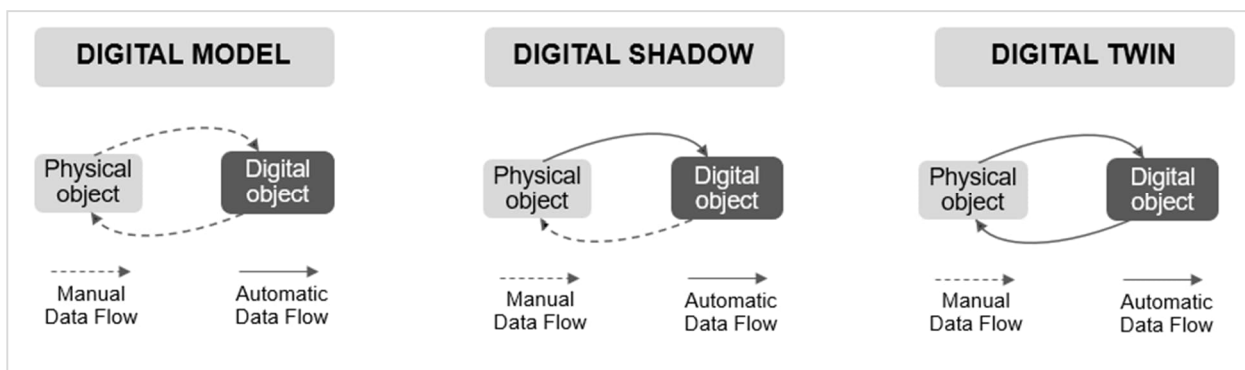 DIGITAL MODEL
Physical
object
Digital
object
Manual
Data Flow
Automatic
Data Flow
DIGITAL SHADOW
Physical
object
Digital
object
Manual
Data Flow
Automatic
Data Flow
DIGITAL TWIN
Physical
object
Digital
object
Manual
Data Flow
Automatic
Data Flow